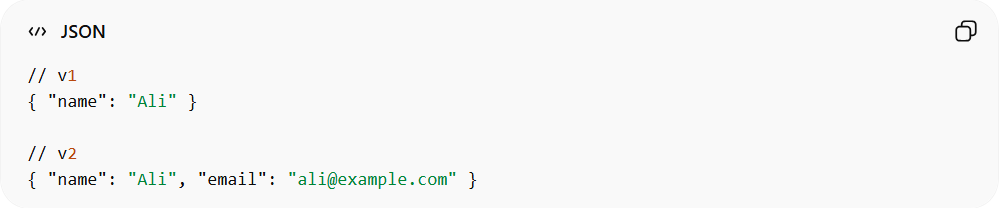 JSON
// v1
{ "name": "Ali" }
// v2
{ "name": "Ali", "email": "ali@example.com" }